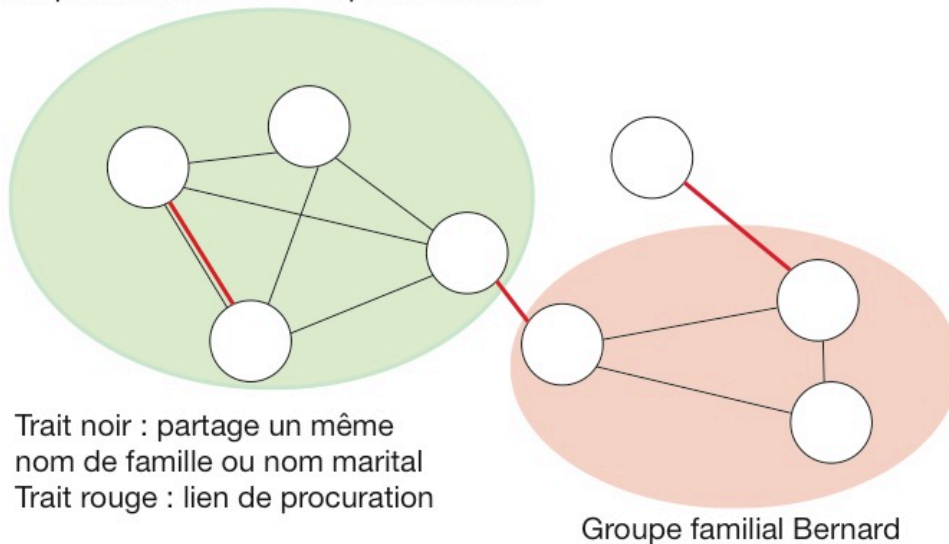 Trait noir : partage un même
nom de famille ou nom marital
Trait rouge : lien de procuration
Groupe familial Bernard